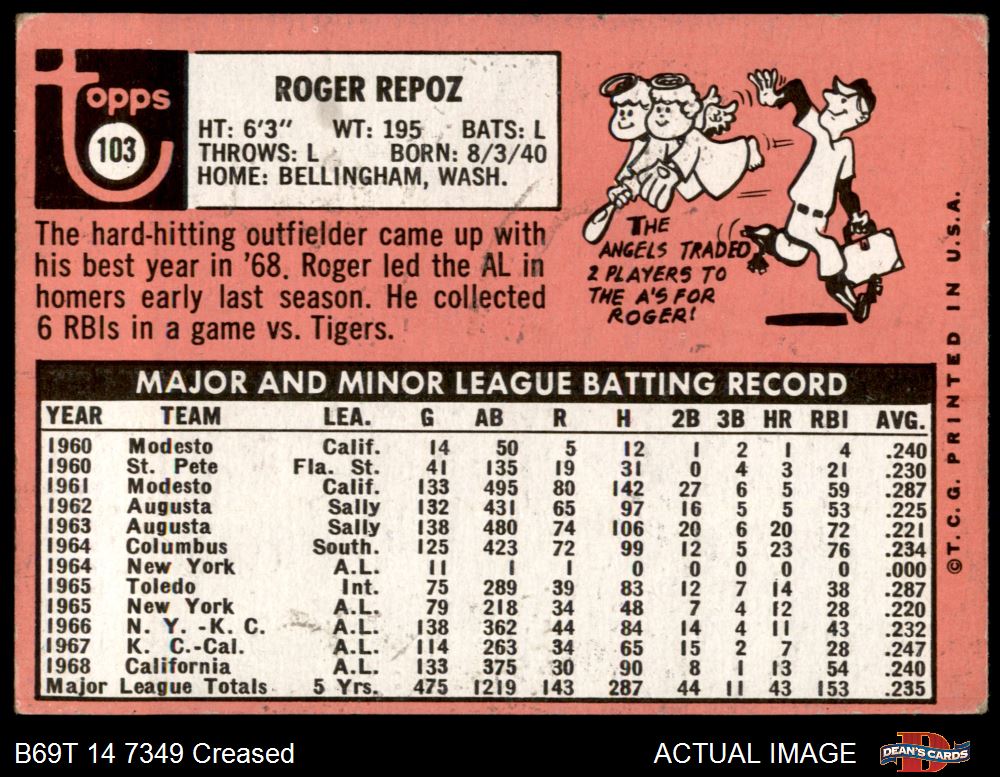 topps
103
ROGER REPOZ
HT: 6'3" WT: 195 BATS: L
THROWS: L BORN: 8/3/40
HOME: BELLINGHAM, WASH.
The hard-hitting outfielder came up with
his best year in '68. Roger led the AL in
homers early last season. He collected
6 RBIs in a game vs. Tigers.
THE
ANGELS TRADED
2 PLAYERS TO
THE A'S FOR
ROGER!
MAJOR AND MINOR LEAGUE BATTING RECORD
YEAR TEAM LEA. G AB R H 2B 3B HR RBI AVG.
1960 Modesto Calif. 14 50 5 12 1 2 1 4 .240
1960 St. Pete Fla. St. 41 135 19 31 0 4 3 21 .230
1961 Modesto Calif. 133 495 80 142 27 6 5 59 .287
1962 Augusta Sally 132 431 65 97 16 5 5 53 .225
1963 Augusta Sally 138 480 74 106 20 6 20 72 .221
1964 Columbus South. 125 423 72 99 12 5 23 76 .234
1964 New York A.L. 11 1 1 0 0 0 0 0 .000
1965 Toledo Int. 75 289 39 83 12 7 14 38 .287
1965 New York A.L. 79 218 34 48 7 4 12 28 .220
1966 N. Y. -K. C. A.L. 138 362 44 84 14 4 11 43 .232
1967 K. C.-Cal. A.L. 114 263 34 65 15 2 7 28 .247
1968 California A.L. 133 375 30 90 8 1 13 54 .240
Major League Totals 5 Yrs. 475 1219 143 287 44 11 43 153 .235
©T.C.G. PRINTED IN U.S.A.
B69T 14 7349 Creased
ACTUAL IMAGE
DEAN'S CARDS